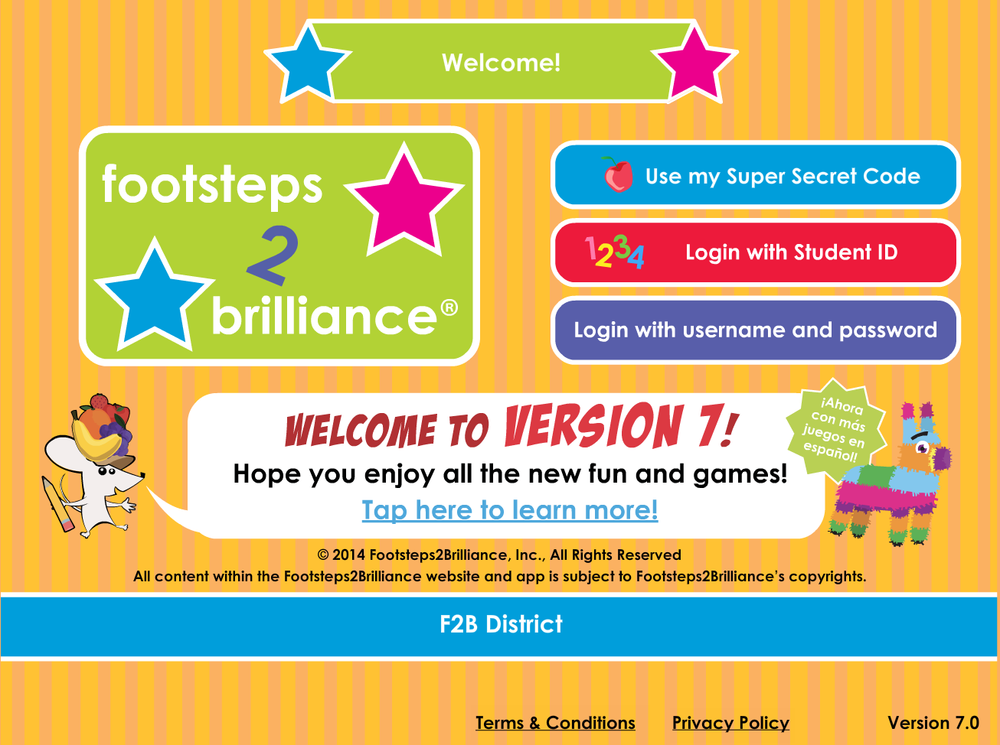 Welcome!
footsteps
2
brilliance®
Use my Super Secret Code
1234 Login with Student ID
Login with username and password
WELCOME TO VERSION 7!
Hope you enjoy all the new fun and games!
Tap here to learn more!
¡Ahora
con más
juegos en
español!
© 2014 Footsteps2Brilliance, Inc., All Rights Reserved
All content within the Footsteps2Brilliance website and app is subject to Footsteps2Brilliance’s copyrights.
F2B District
Terms & Conditions Privacy Policy Version 7.0